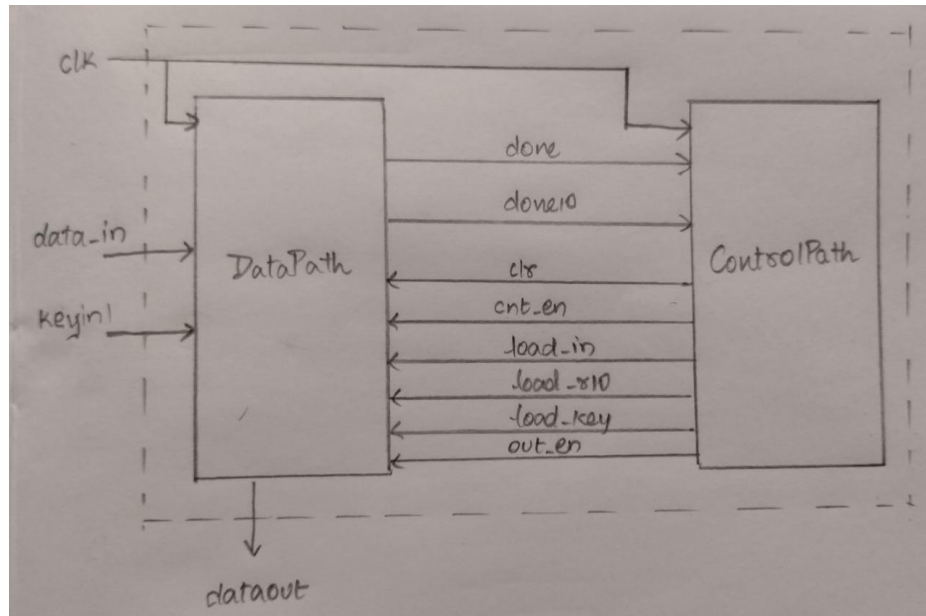 clk
done
done10
data_in
DataPath
ControlPath
clr
keyin1
cnt_en
load_in
load_r10
load_key
out_en
dataout